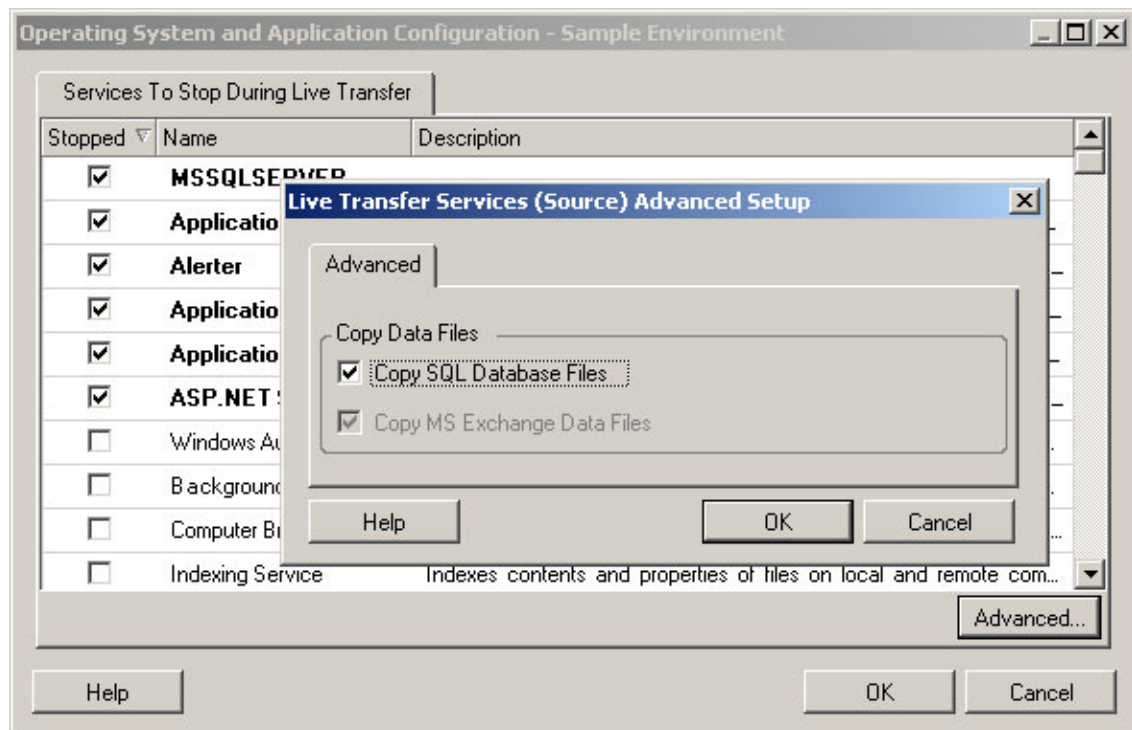 Operating System and Application Configuration - Sample Environment
Services To Stop During Live Transfer
Stopped Name Description
MSSQLSERVER
Live Transfer Services (Source) Advanced Setup
Applicatio
Alerter
Applicatio
Applicatio
ASP.NET
Windows Au
Background
Computer Br
Indexing Service Indexes contents and properties of files on local and remote com...
Advanced
Copy Data Files
Copy SQL Database Files
Copy MS Exchange Data Files
Help OK Cancel
Advanced...
Help OK Cancel